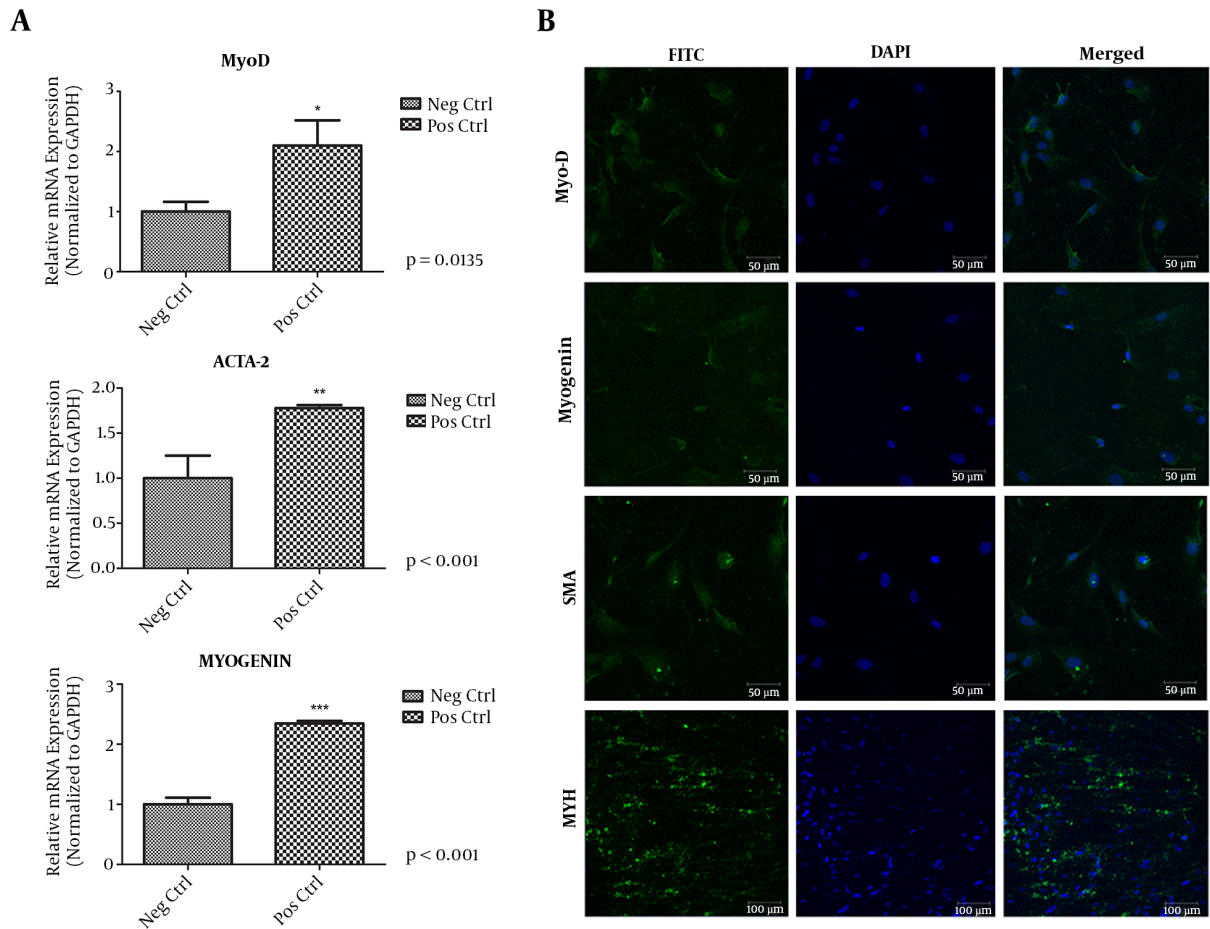 A
MyoD
Relative mRNA Expression
(Normalized to GAPDH)
3
2
1
0
*
Neg Ctrl
Pos Ctrl
Neg Ctrl
Pos Ctrl
p = 0.0135
ACTA-2
Relative mRNA Expression
(Normalized to GAPDH)
2.0
1.5
1.0
0.5
0.0
**
Neg Ctrl
Pos Ctrl
Neg Ctrl
Pos Ctrl
p < 0.001
MYOGENIN
Relative mRNA Expression
(Normalized to GAPDH)
3
2
1
0
***
Neg Ctrl
Pos Ctrl
Neg Ctrl
Pos Ctrl
p < 0.001
B
FITC
DAPI
Merged
Myo-D
50 μm
50 μm
50 μm
Myogenin
50 μm
50 μm
50 μm
SMA
50 μm
50 μm
50 μm
MYH
100 μm
100 μm
100 μm